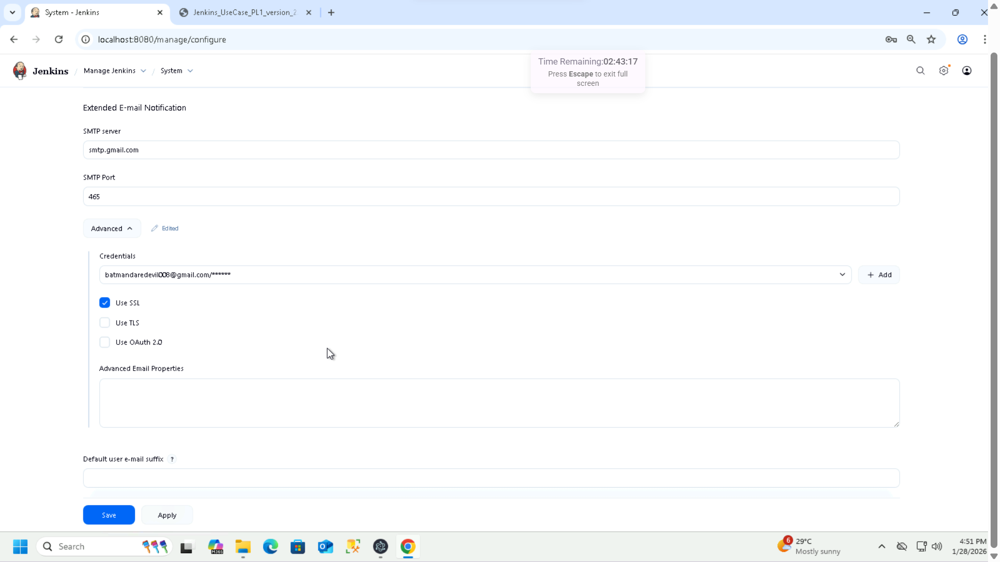 System - Jenkins
Jenkins_UseCase_PL1_version_2
localhost:8080/manage/configure
Time Remaining:02:43:17
Press Escape to exit full
screen
Jenkins / Manage Jenkins / System
Extended E-mail Notification
SMTP server
smtp.gmail.com
SMTP Port
465
Advanced
Edited
Credentials
batmandaredevil008@gmail.com/******
+ Add
Use SSL
Use TLS
Use OAuth 2.0
Advanced Email Properties
Default user e-mail suffix ?
Save
Apply
Search
M365
6
29°C
Mostly sunny
4:51 PM
1/28/2026